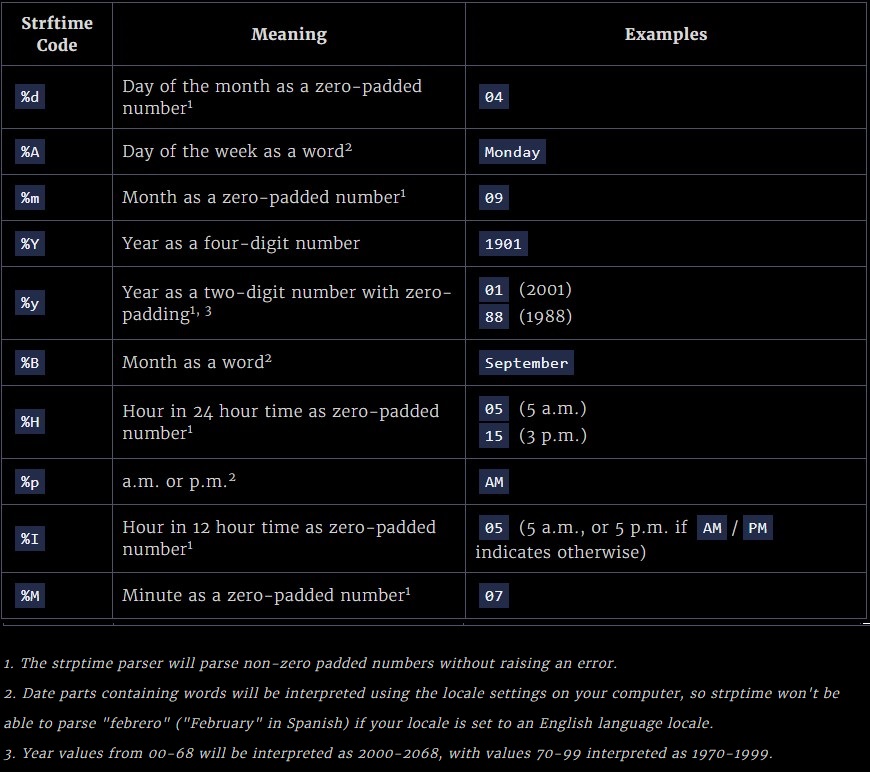 Strftime
Code
Meaning
Examples
%d
Day of the month as a zero-padded
number¹
04
%A
Day of the week as a word²
Monday
%m
Month as a zero-padded number¹
09
%Y
Year as a four-digit number
1901
%y
Year as a two-digit number with zero-
padding¹, ³
01 (2001)
88 (1988)
%B
Month as a word²
September
%H
Hour in 24 hour time as zero-padded
number¹
05 (5 a.m.)
15 (3 p.m.)
%p
a.m. or p.m.²
AM
%I
Hour in 12 hour time as zero-padded
number¹
05 (5 a.m., or 5 p.m. if AM / PM
indicates otherwise)
%M
Minute as a zero-padded number¹
07
1. The strptime parser will parse non-zero padded numbers without raising an error.
2. Date parts containing words will be interpreted using the locale settings on your computer, so strptime won't be
able to parse "febrero" ("February" in Spanish) if your locale is set to an English language locale.
3. Year values from 00-68 will be interpreted as 2000-2068, with values 70-99 interpreted as 1970-1999.